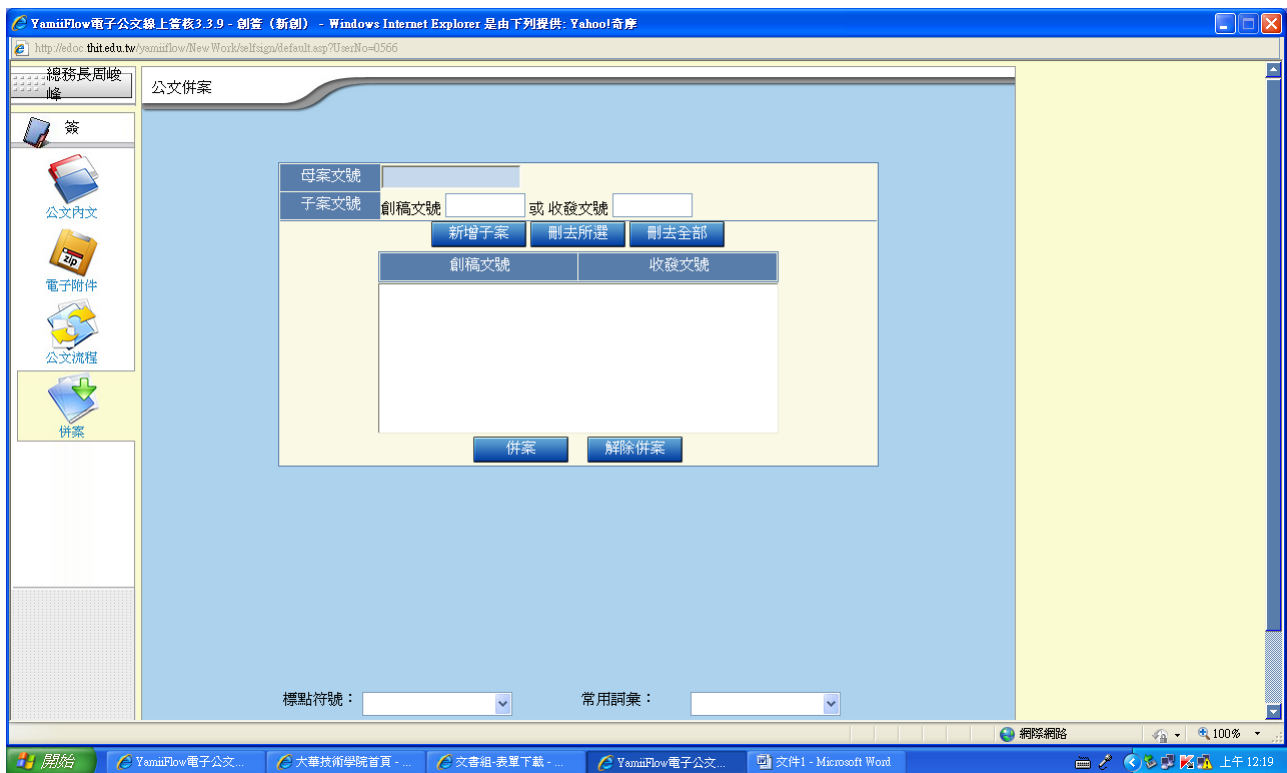 YamiiFlow電子公文線上簽核3.3.9 - 創簽（新創） - Windows Internet Explorer 是由下列提供: Yahoo!奇摩
http://edoc.thit.edu.tw/yamiiflow/NewWork/selfsign/default.asp?UserNo=0566
總務長周峻
峰
公文併案
簽
公文內文
電子附件
公文流程
併案
母案文號
子案文號 創稿文號 或 收發文號
新增子案 刪去所選 刪去全部
創稿文號 收發文號
併案 解除併案
標點符號： 常用詞彙：
網際網路 100%
開始 YamiiFlow電子公文... 大華技術學院首頁 - ... 文書組-表單下載 - ... YamiiFlow電子公文... 文件1 - Microsoft Word 上午 12:19